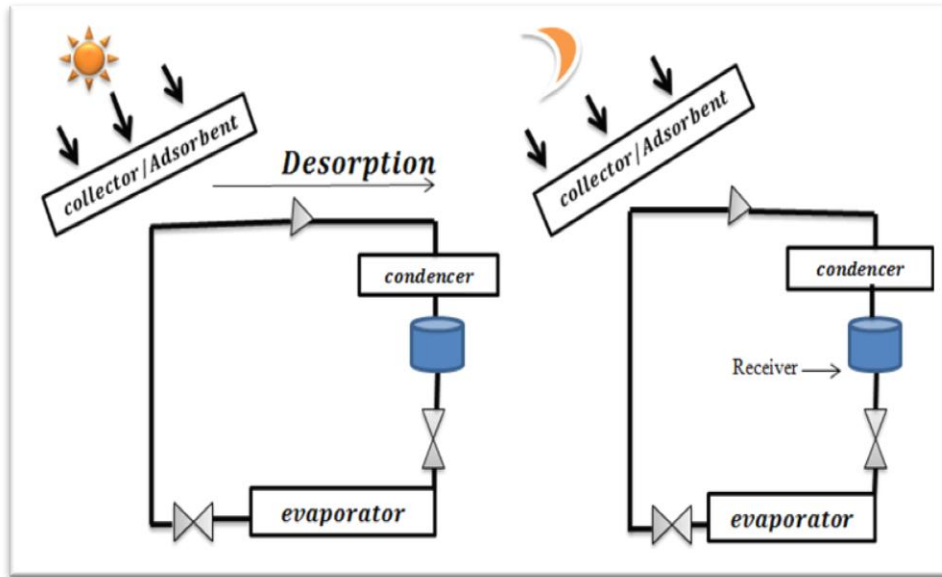 collector/Adsorbent
Desorption
condencer
evaporator
collector/Adsorbent
condencer
Receiver
evaporator